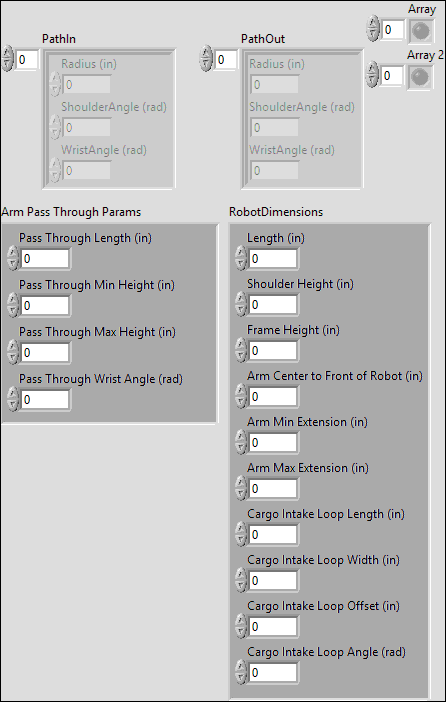 Array
PathIn
PathOut
0
0
0
Array 2
0
Radius (in)
0
ShoulderAngle (rad)
0
WristAngle (rad)
0
Radius (in)
0
ShoulderAngle (rad)
0
WristAngle (rad)
0
Arm Pass Through Params
Pass Through Length (in)
0
Pass Through Min Height (in)
0
Pass Through Max Height (in)
0
Pass Through Wrist Angle (rad)
0
RobotDimensions
Length (in)
0
Shoulder Height (in)
0
Frame Height (in)
0
Arm Center to Front of Robot (in)
0
Arm Min Extension (in)
0
Arm Max Extension (in)
0
Cargo Intake Loop Length (in)
0
Cargo Intake Loop Width (in)
0
Cargo Intake Loop Offset (in)
0
Cargo Intake Loop Angle (rad)
0